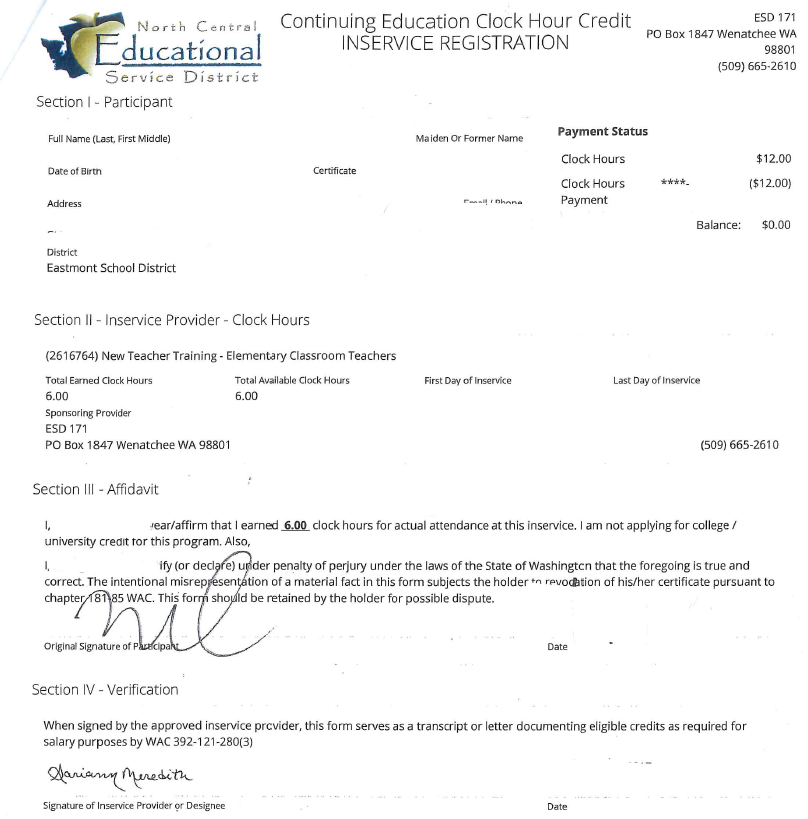 North Central
Educational
Service District
Continuing Education Clock Hour Credit
INSERVICE REGISTRATION
ESD 171
PO Box 1847 Wenatchee WA
98801
(509) 665-2610
Section I - Participant
Full Name (Last, First Middle)
Maiden Or Former Name
Date of Birth
Certificate
Address
Email / Phone
District
Eastmont School District
Payment Status
Clock Hours $12.00
Clock Hours ****- ($12.00)
Payment
Balance: $0.00
Section II - Inservice Provider - Clock Hours
(2616764) New Teacher Training - Elementary Classroom Teachers
Total Earned Clock Hours
Total Available Clock Hours
First Day of Inservice
Last Day of Inservice
6.00
6.00
Sponsoring Provider
ESD 171
PO Box 1847 Wenatchee WA 98801
(509) 665-2610
Section III - Affidavit
I, ear/affirm that I earned 6.00 clock hours for actual attendance at this inservice. I am not applying for college /
university credit for this program. Also,
I, ify (or declare) under penalty of perjury under the laws of the State of Washington that the foregoing is true and
correct. The intentional misrepresentation of a material fact in this form subjects the holder to revocation of his/her certificate pursuant to
chapter 181-85 WAC. This form should be retained by the holder for possible dispute.
Original Signature of Participant
Date
Section IV - Verification
When signed by the approved inservice provider, this form serves as a transcript or letter documenting eligible credits as required for
salary purposes by WAC 392-121-280(3)
Dariann Meredith
Signature of Inservice Provider or Designee
Date